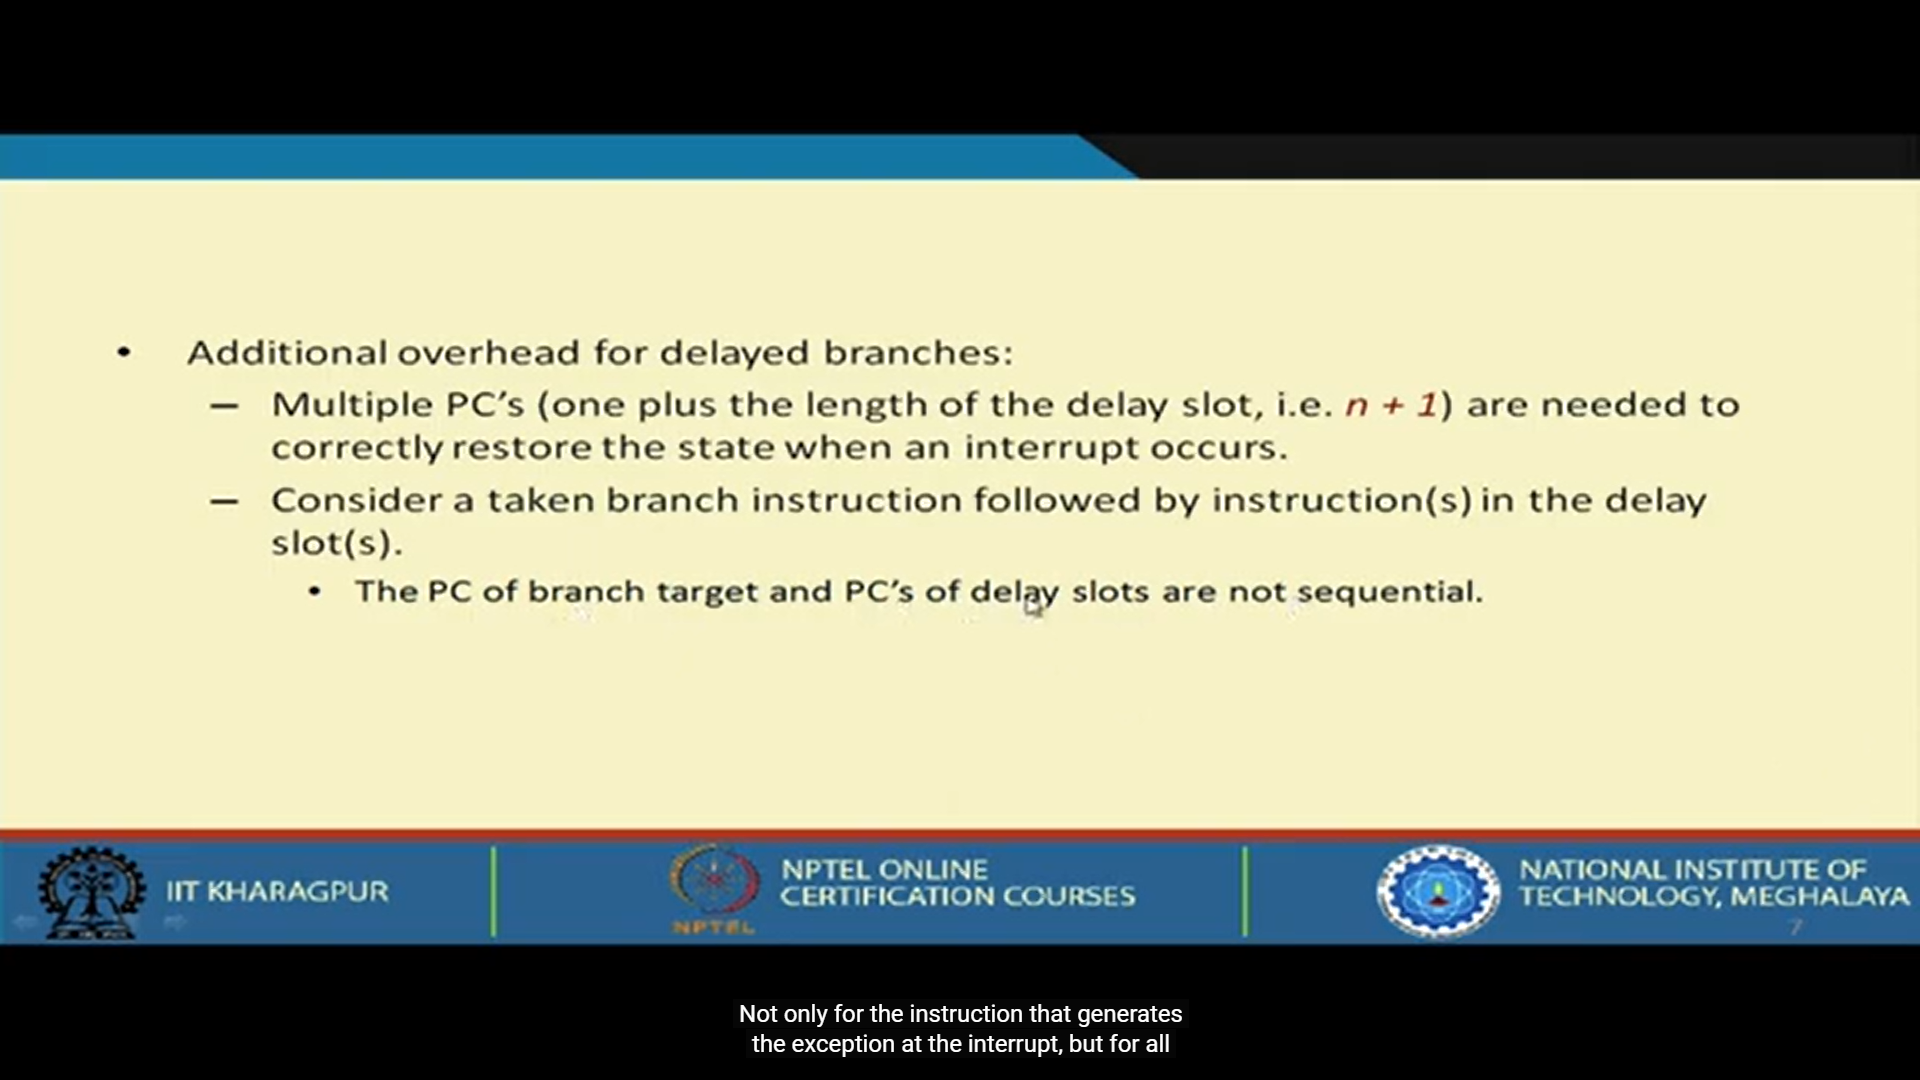 • Additional overhead for delayed branches:
— Multiple PC’s (one plus the length of the delay slot, i.e. n + 1) are needed to
correctly restore the state when an interrupt occurs.
— Consider a taken branch instruction followed by instruction(s) in the delay
slot(s).
• The PC of branch target and PC’s of delay slots are not sequential.
IIT KHARAGPUR
NPTEL
NPTEL ONLINE
CERTIFICATION COURSES
NATIONAL INSTITUTE OF
TECHNOLOGY, MEGHALAYA
7
Not only for the instruction that generates
the exception at the interrupt, but for all